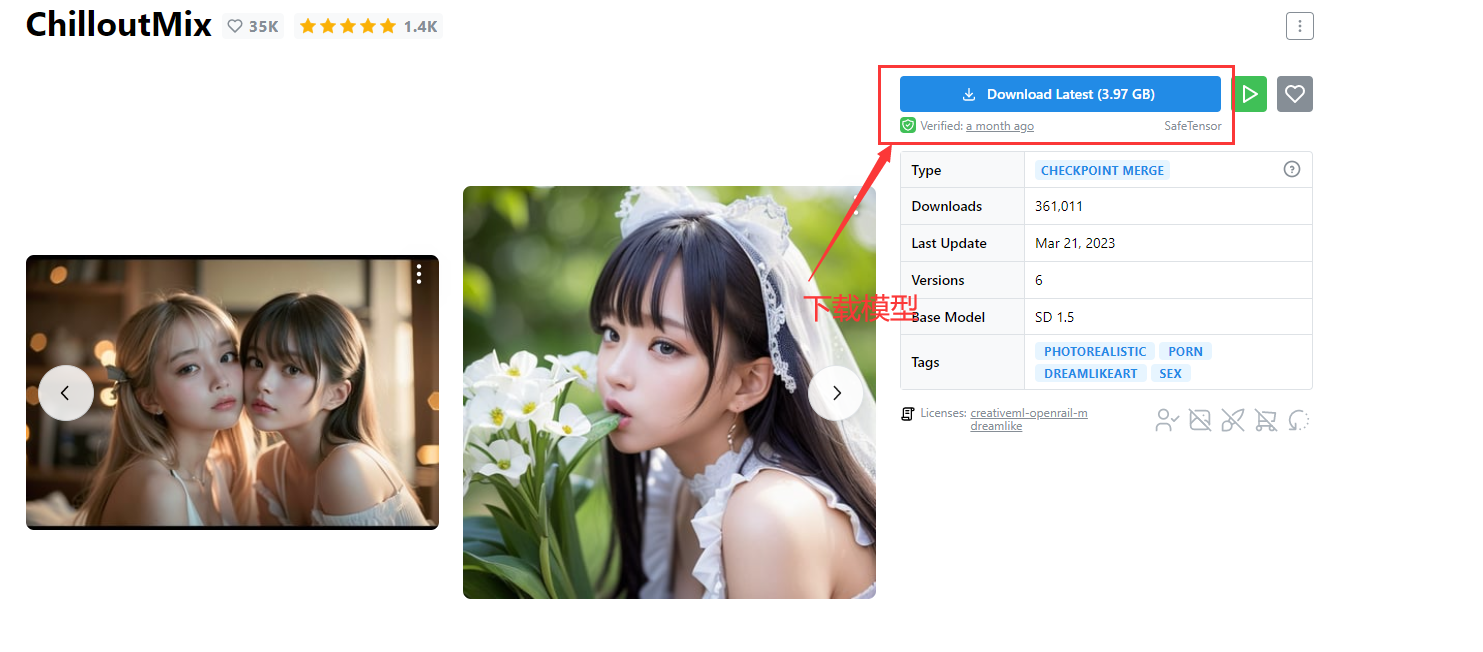 ChilloutMix 35K 1.4K
Download Latest (3.97 GB)
Verified: a month ago SafeTensor
Type CHECKPOINT MERGE
Downloads 361,011
Last Update Mar 21, 2023
Versions 6
下载模型
Base Model SD 1.5
Tags PHOTOREALISTIC PORN
DREAMLIKEART SEX
Licenses: creativeml-openrail-m
dreamlike